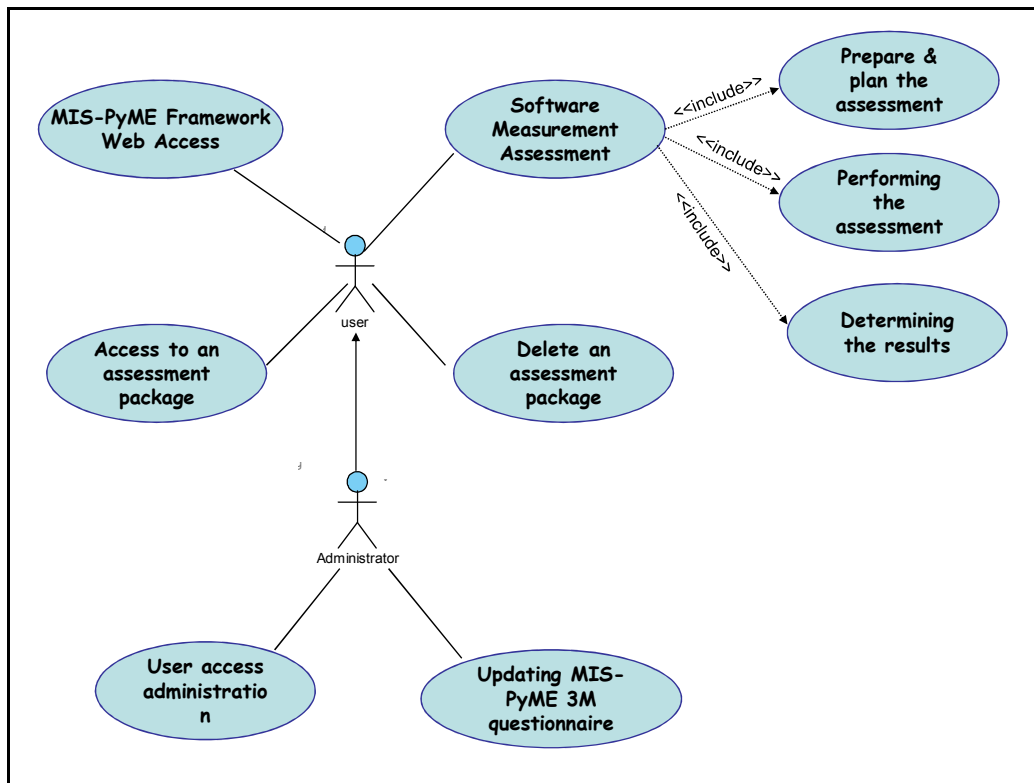 Prepare &
plan the
assessment
MIS-PyME Framework
Web Access
Software
Measurement
Assessment
<<include>>
<<include>>
<<include>>
Performing
the
assessment
user
Determining
the results
Access to an
assessment
package
Delete an
assessment
package
Administrator
User access
administratio
n
Updating MIS-
PyME 3M
questionnaire